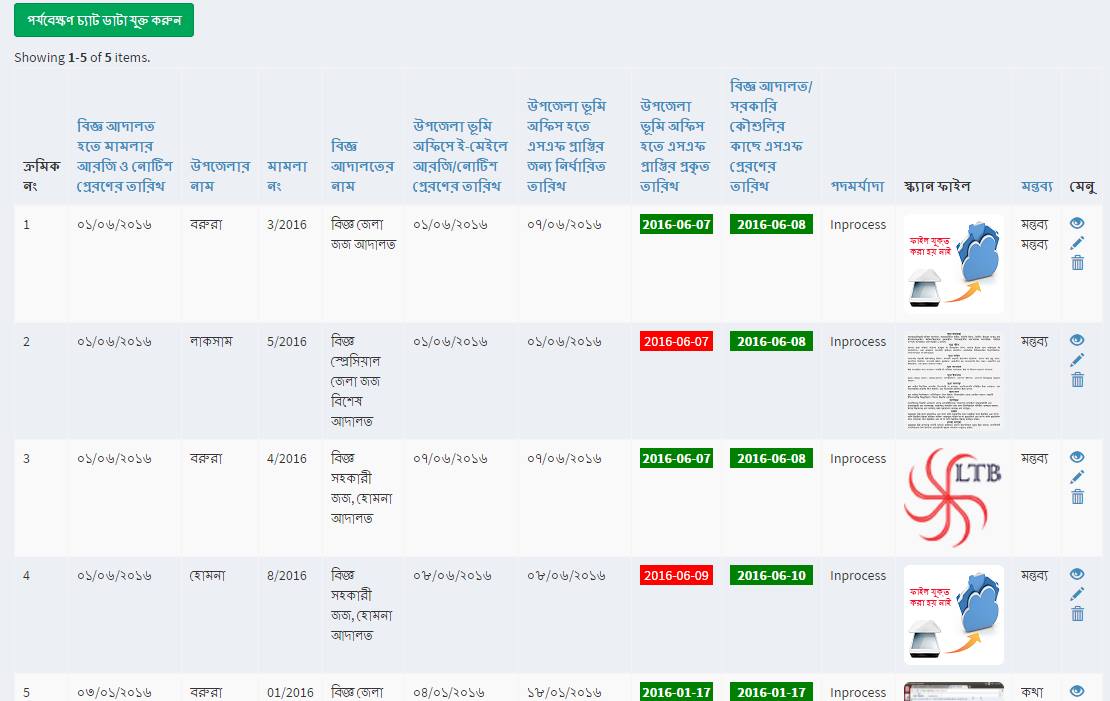 পর্যবেক্ষণ চ্যাট ডাটা যুক্ত করুন
Showing 1-5 of 5 items.
ক্রমিক নং
বিজ্ঞ আদালত হতে মামলার আরজি ও নোটিশ প্রেরণের তারিখ
উপজেলার নাম
মামলা নং
বিজ্ঞ আদালতের নাম
উপজেলা ভূমি অফিসে ই-মেইলে আরজি/নোটিশ প্রেরণের তারিখ
উপজেলা ভূমি অফিস হতে এসএফ প্রাপ্তির জন্য নির্ধারিত তারিখ
উপজেলা ভূমি অফিস হতে এসএফ প্রাপ্তির প্রকৃত তারিখ
বিজ্ঞ আদালত/সরকারি কৌশুলির কাছে এসএফ প্রেরণের তারিখ
পদমর্যাদা
স্ক্যান ফাইল
মন্তব্য
মেনু
1 ০১/০৬/২০১৬ বরুরা 3/2016 বিজ্ঞ জেলা জজ আদালত ০১/০৬/২০১৬ ০৭/০৬/২০১৬ 2016-06-07 2016-06-08 Inprocess ফাইল যুক্ত করা হয় নাই মন্তব্য মন্তব্য
2 ০১/০৬/২০১৬ লাকসাম 5/2016 বিজ্ঞ স্প্রেসিয়াল জেলা জজ বিশেষ আদালত ০১/০৬/২০১৬ ০১/০৬/২০১৬ 2016-06-07 2016-06-08 Inprocess মন্তব্য
3 ০১/০৬/২০১৬ বরুরা 4/2016 বিজ্ঞ সহকারী জজ, হোমনা আদালত ০৭/০৬/২০১৬ ০৭/০৬/২০১৬ 2016-06-07 2016-06-08 Inprocess LTB মন্তব্য
4 ০১/০৬/২০১৬ হোমনা 8/2016 বিজ্ঞ সহকারী জজ, হোমনা আদালত ০৮/০৬/২০১৬ ০৮/০৬/২০১৬ 2016-06-09 2016-06-10 Inprocess ফাইল যুক্ত করা হয় নাই মন্তব্য
5 ০৩/০১/২০১৬ বরুরা 01/2016 বিজ্ঞ জেলা ০৪/০১/২০১৬ ১৮/০১/২০১৬ 2016-01-17 2016-01-17 Inprocess কথা